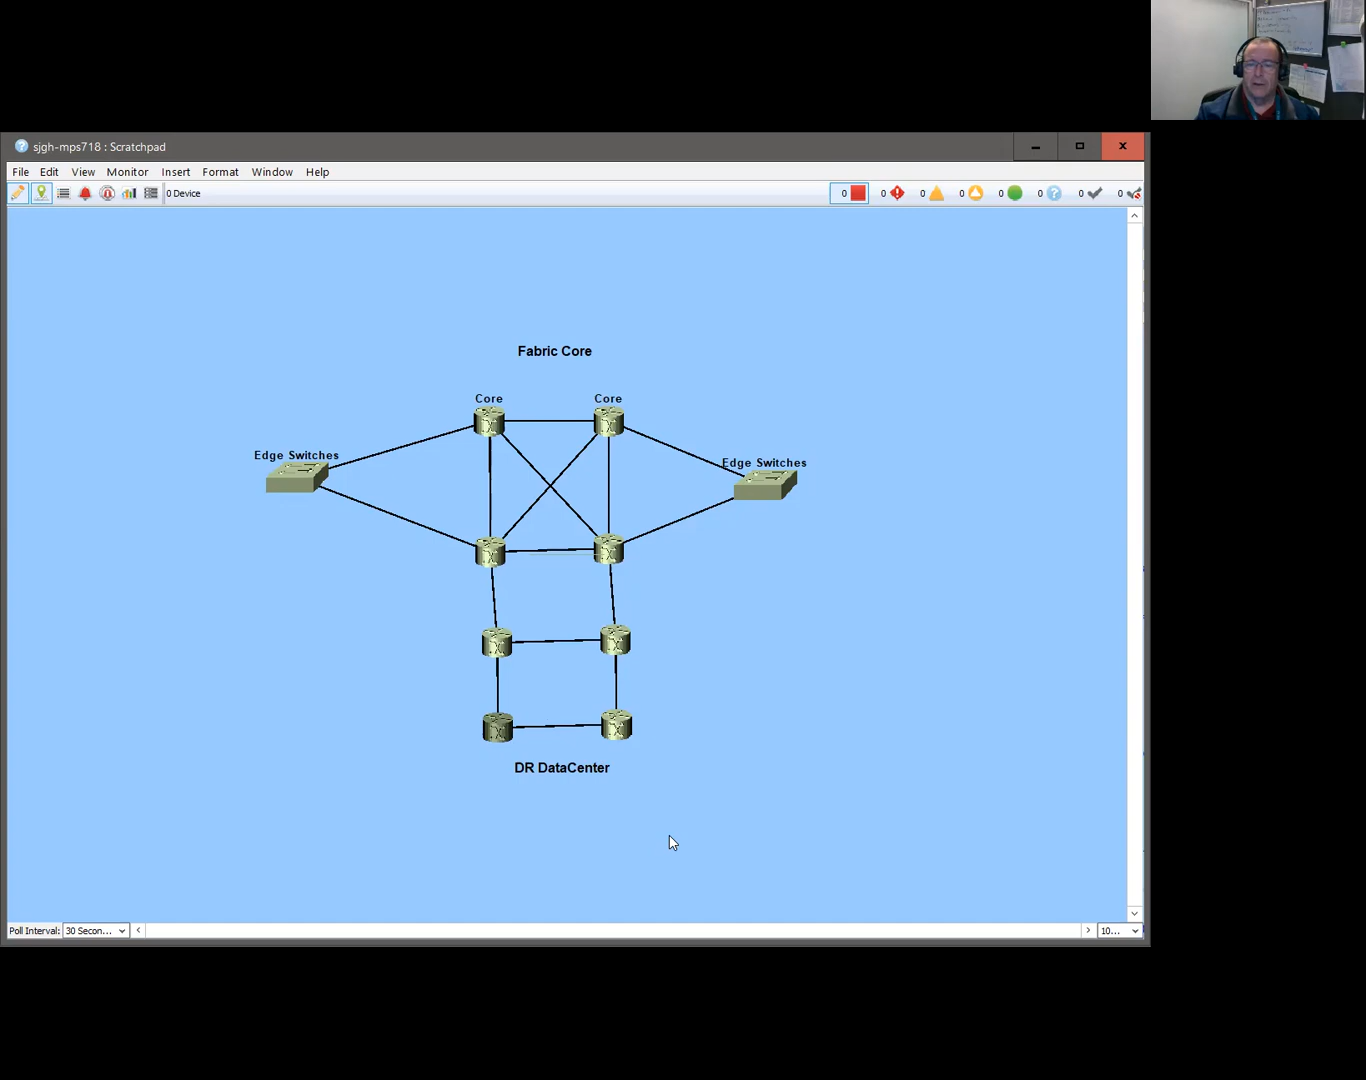 sjgh-mps718 : Scratchpad
File Edit View Monitor Insert Format Window Help
0 Device 0 0 0 0 0 0 0 0
Fabric Core
Core Core
Edge Switches
Edge Switches
DR DataCenter
Poll Interval: 30 Secon... 10...